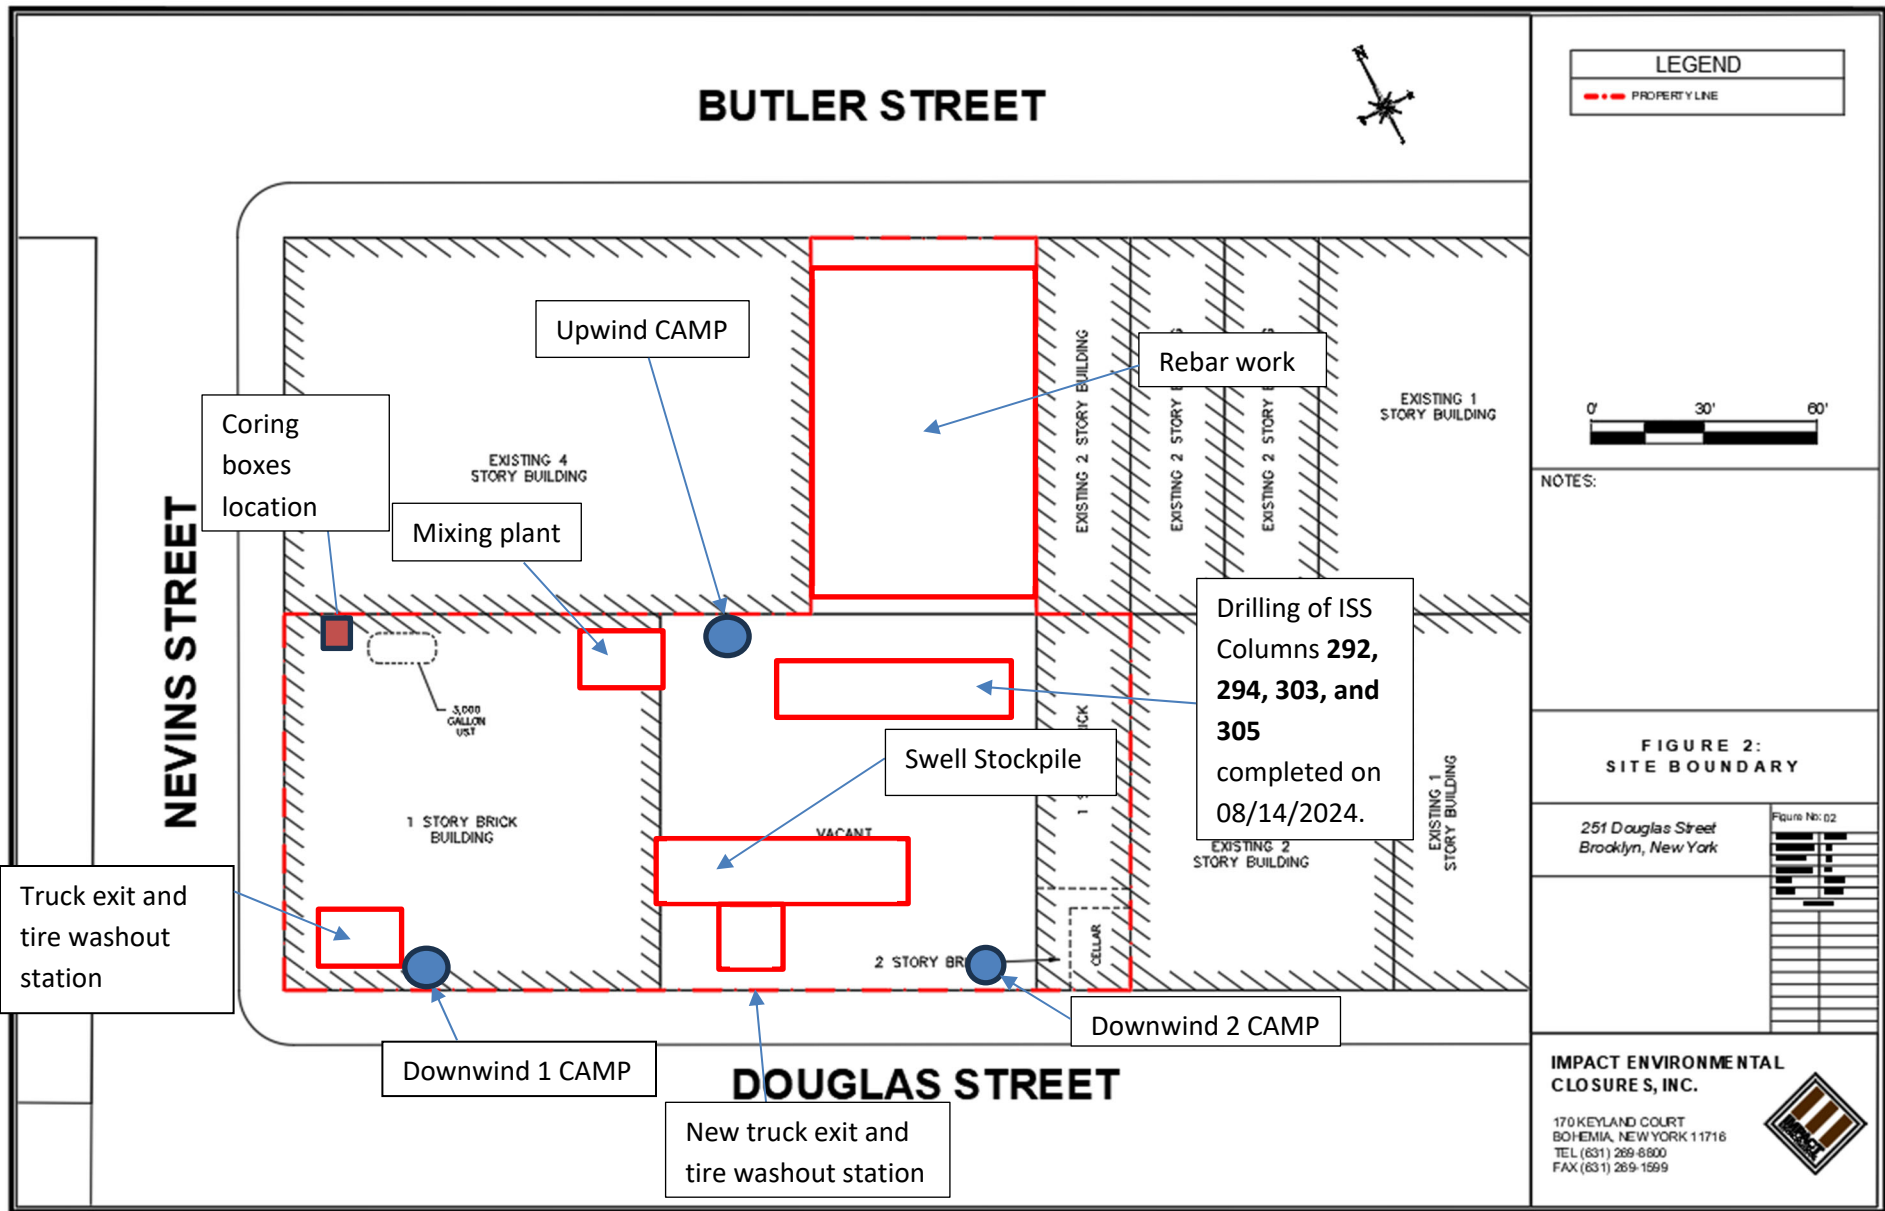 BUTLER STREET
N
LEGEND
PROPERTY LINE
Upwind CAMP
Rebar work
EXISTING 2 STORY BUILDING
EXISTING 2 STORY
EXISTING 2 STORY
EXISTING 1
STORY BUILDING
0'
30'
60'
Coring
boxes
location
EXISTING 4
STORY BUILDING
NOTES:
Mixing plant
NEVINS STREET
Drilling of ISS
Columns 292,
294, 303, and
305
completed on
08/14/2024.
GALLON
UST
Swell Stockpile
FIGURE 2:
SITE BOUNDARY
1 STORY BRICK
BUILDING
VACANT
EXISTING 2
STORY BUILDING
EXISTING 1
STORY BUILDING
251 Douglas Street
Brooklyn, New York
Figure No: 02
Truck exit and
tire washout
station
2 STORY
CELLAR
Downwind 2 CAMP
Downwind 1 CAMP
DOUGLAS STREET
New truck exit and
tire washout station
IMPACT ENVIRONMENTAL
CLOSURES, INC.
170 KEYLAND COURT
BOHEMIA, NEW YORK 11716
TEL (631) 269-8800
FAX (631) 269-1599